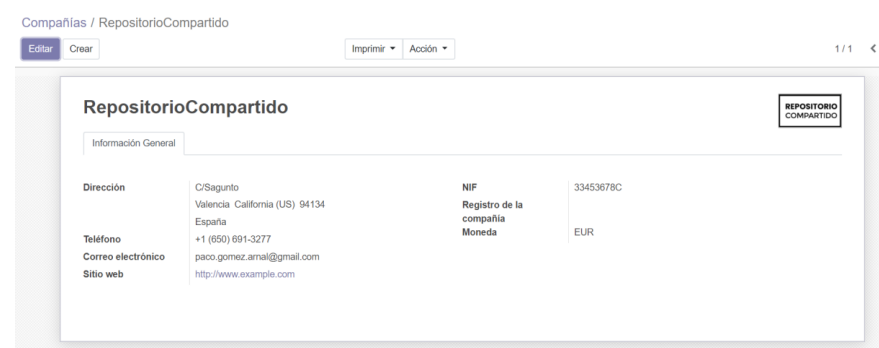 Compañías / RepositorioCompartido
Editar Crear Imprimir Acción 1 / 1
RepositorioCompartido
REPOSITORIO
COMPARTIDO
Información General
Dirección C/Sagunto NIF 33453678C
Valencia California (US) 94134 Registro de la
España compañía
Teléfono +1 (650) 691-3277 Moneda EUR
Correo electrónico paco.gomez.arnal@gmail.com
Sitio web http://www.example.com